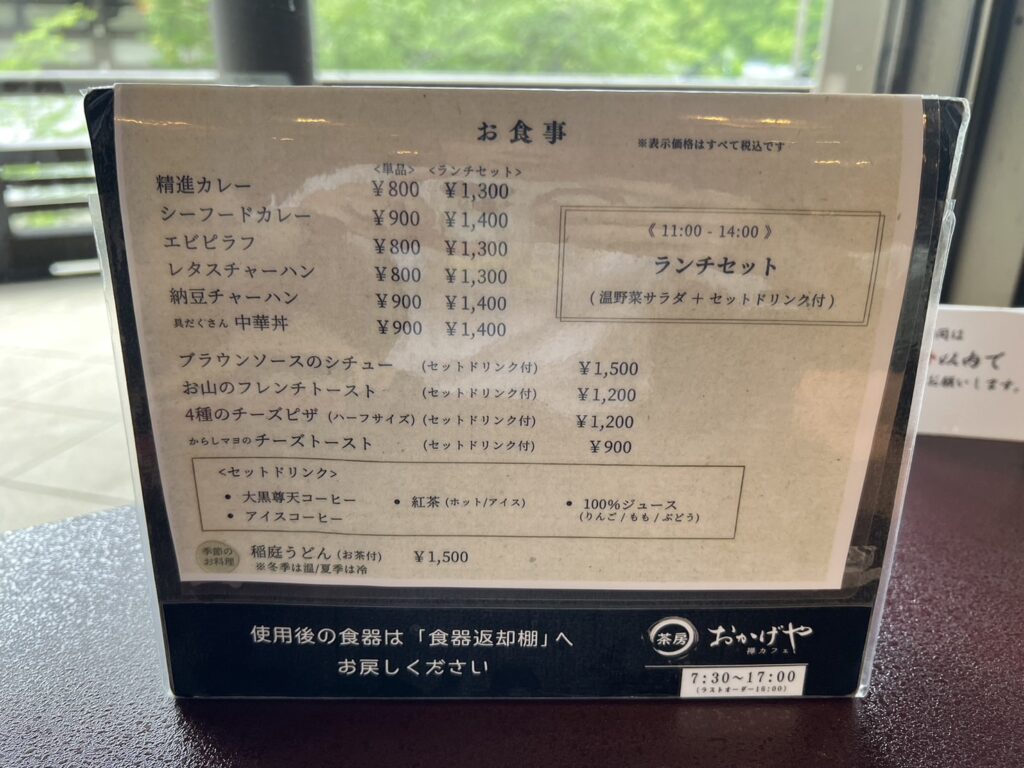 お食事
※表示価格はすべて税込です
<単品> <ランチセット>
精進カレー ¥800 ¥1,300
シーフードカレー ¥900 ¥1,400
エビピラフ ¥800 ¥1,300
レタスチャーハン ¥800 ¥1,300
納豆チャーハン ¥900 ¥1,400
具だくさん 中華丼 ¥900 ¥1,400
《 11:00 - 14:00 》
ランチセット
( 温野菜サラダ + セットドリンク付 )
ブラウンソースのシチュー (セットドリンク付) ¥1,500
お山のフレンチトースト (セットドリンク付) ¥1,200
4種のチーズピザ (ハーフサイズ) (セットドリンク付) ¥1,200
からしマヨの チーズトースト (セットドリンク付) ¥900
<セットドリンク>
• 大黒尊天コーヒー • 紅茶 (ホット/アイス) • 100%ジュース
• アイスコーヒー (りんご / もも / ぶどう)
季節の
お料理
稲庭うどん (お茶付) ¥1,500
※冬季は温/夏季は冷
使用後の食器は「食器返却棚」へ
お戻しください
茶房 おかげや
禅カフェ
7:30~17:00
(ラストオーダー16:00)
以内で
お願いします。